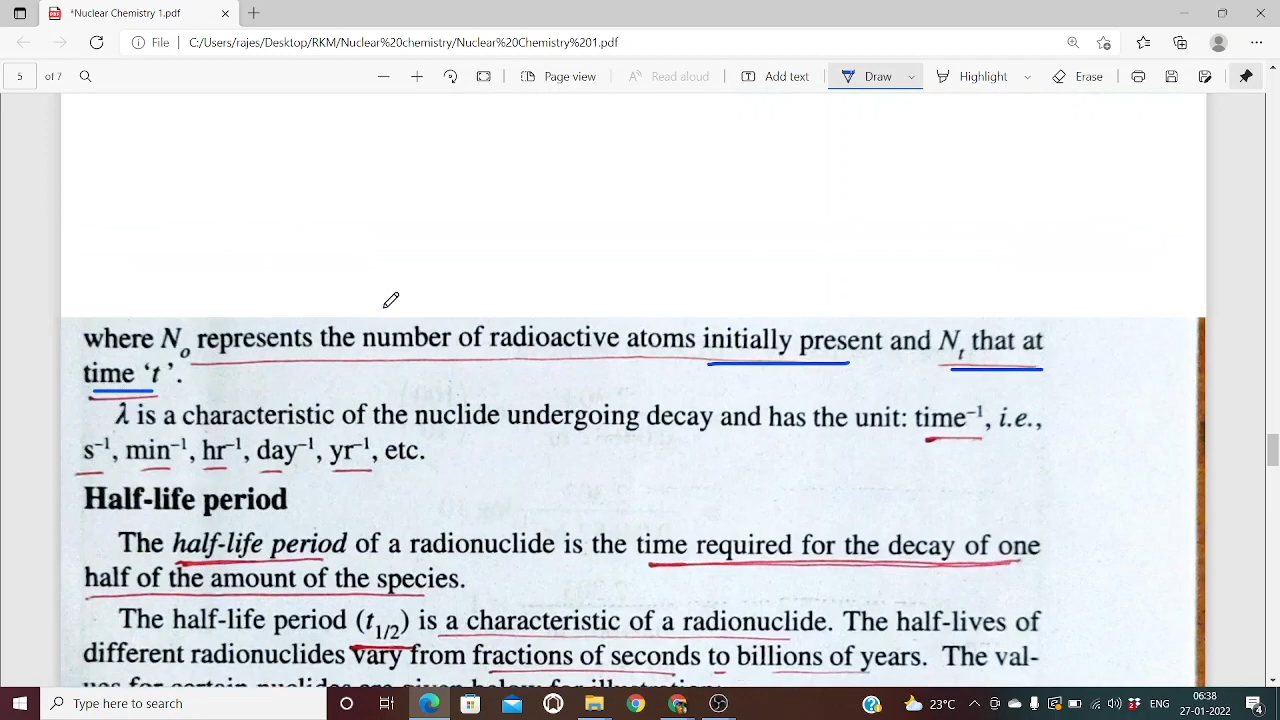 *Nuclear Chemistry 1.pdf
File
C:/Users/rajes/Desktop/RKM/Nuclear%20chemistry/Nuclear%20Chemistry%201.pdf
5 of 7
Page view
Read aloud
Add text
Draw
Highlight
Erase
where No represents the number of radioactive atoms initially present and Nt that at
time ‘t’.
λ is a characteristic of the nuclide undergoing decay and has the unit: time⁻¹, i.e.,
s⁻¹, min⁻¹, hr⁻¹, day⁻¹, yr⁻¹, etc.
Half-life period
The half-life period of a radionuclide is the time required for the decay of one
half of the amount of the species.
The half-life period (t1/2) is a characteristic of a radionuclide. The half-lives of
different radionuclides vary from fractions of seconds to billions of years. The val-
Type here to search
23°C
ENG
06:38
27-01-2022